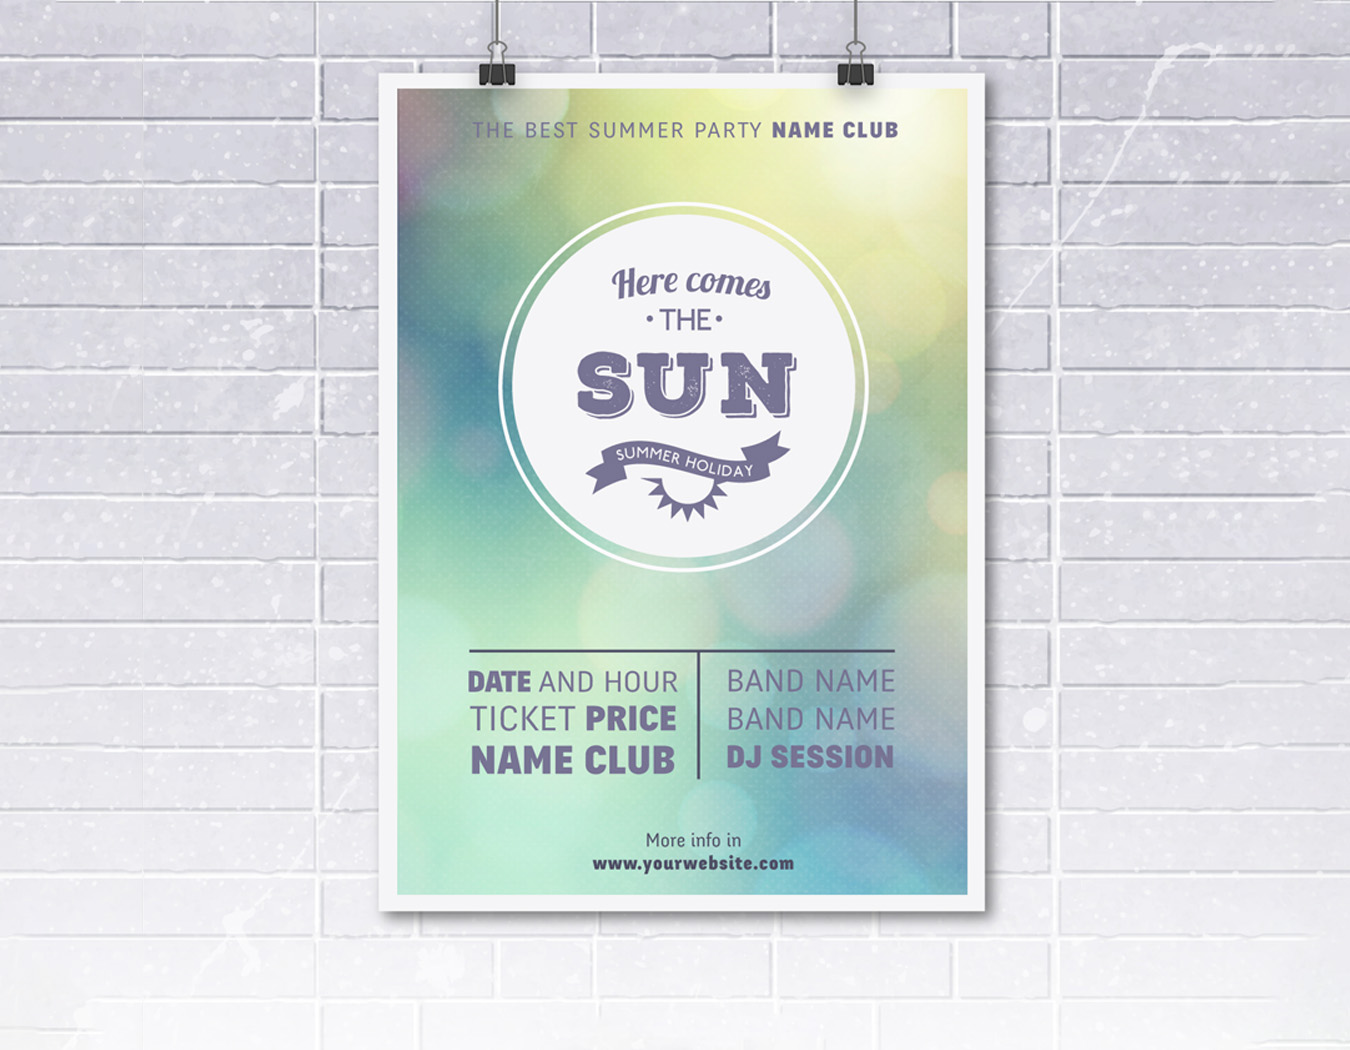 THE BEST SUMMER PARTY NAME CLUB
Here comes
·THE·
SUN
SUMMER HOLIDAY
DATE AND HOUR
TICKET PRICE
NAME CLUB
BAND NAME
BAND NAME
DJ SESSION
More info in
www.yourwebsite.com